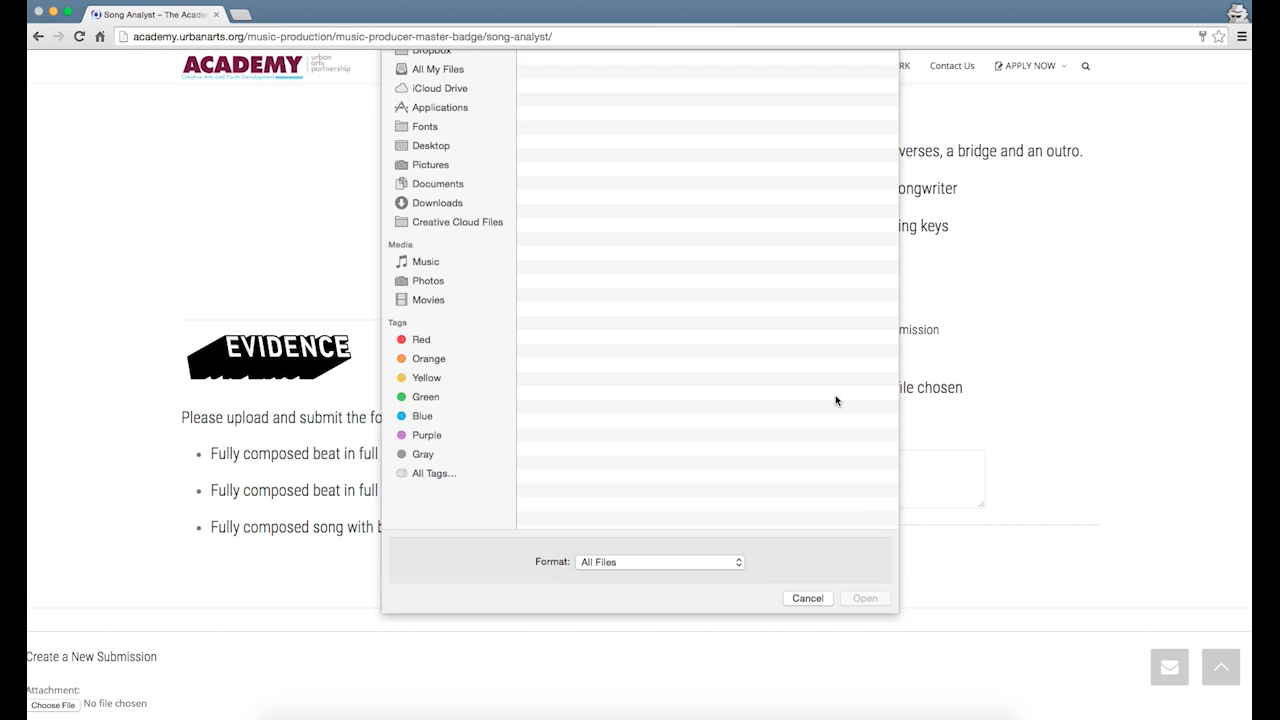 Song Analyst – The Acade
academy.urbanarts.org/music-production/music-producer-master-badge/song-analyst/
ACADEMY
urban arts partnership
Creative Arts and Youth Development
RK
Contact Us
APPLY NOW
Dropbox
All My Files
iCloud Drive
Applications
Fonts
Desktop
Pictures
Documents
Downloads
Creative Cloud Files
Media
Music
Photos
Movies
Tags
Red
Orange
Yellow
Green
Blue
Purple
Gray
All Tags...
verses, a bridge and an outro.
ongwriter
ing keys
mission
ile chosen
EVIDENCE
Please upload and submit the fo
Fully composed beat in full
Fully composed beat in full
Fully composed song with b
Format:
All Files
Cancel
Open
Create a New Submission
Attachment:
Choose File
No file chosen